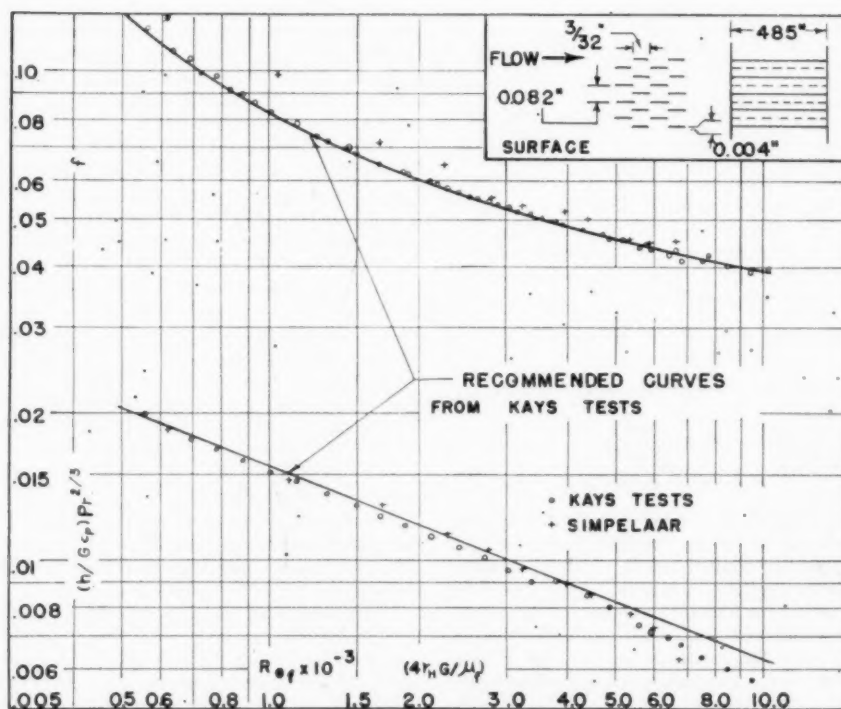 .10
.08
.06
.05
.04
.02
.015
.01
.008
.006
.005
f
(h/Gcp)Pr^2/3
3/32"
FLOW
0.082"
SURFACE
.485"
0.004"
RECOMMENDED CURVES
FROM KAYS TESTS
o KAYS TESTS
+ SIMPELAAR
Ref x10^-3 (4rHG/μf)
0.5 0.6 0.8 1.0 1.5 2.0 3.0 4.0 5.0 6.0 8.0 10.0